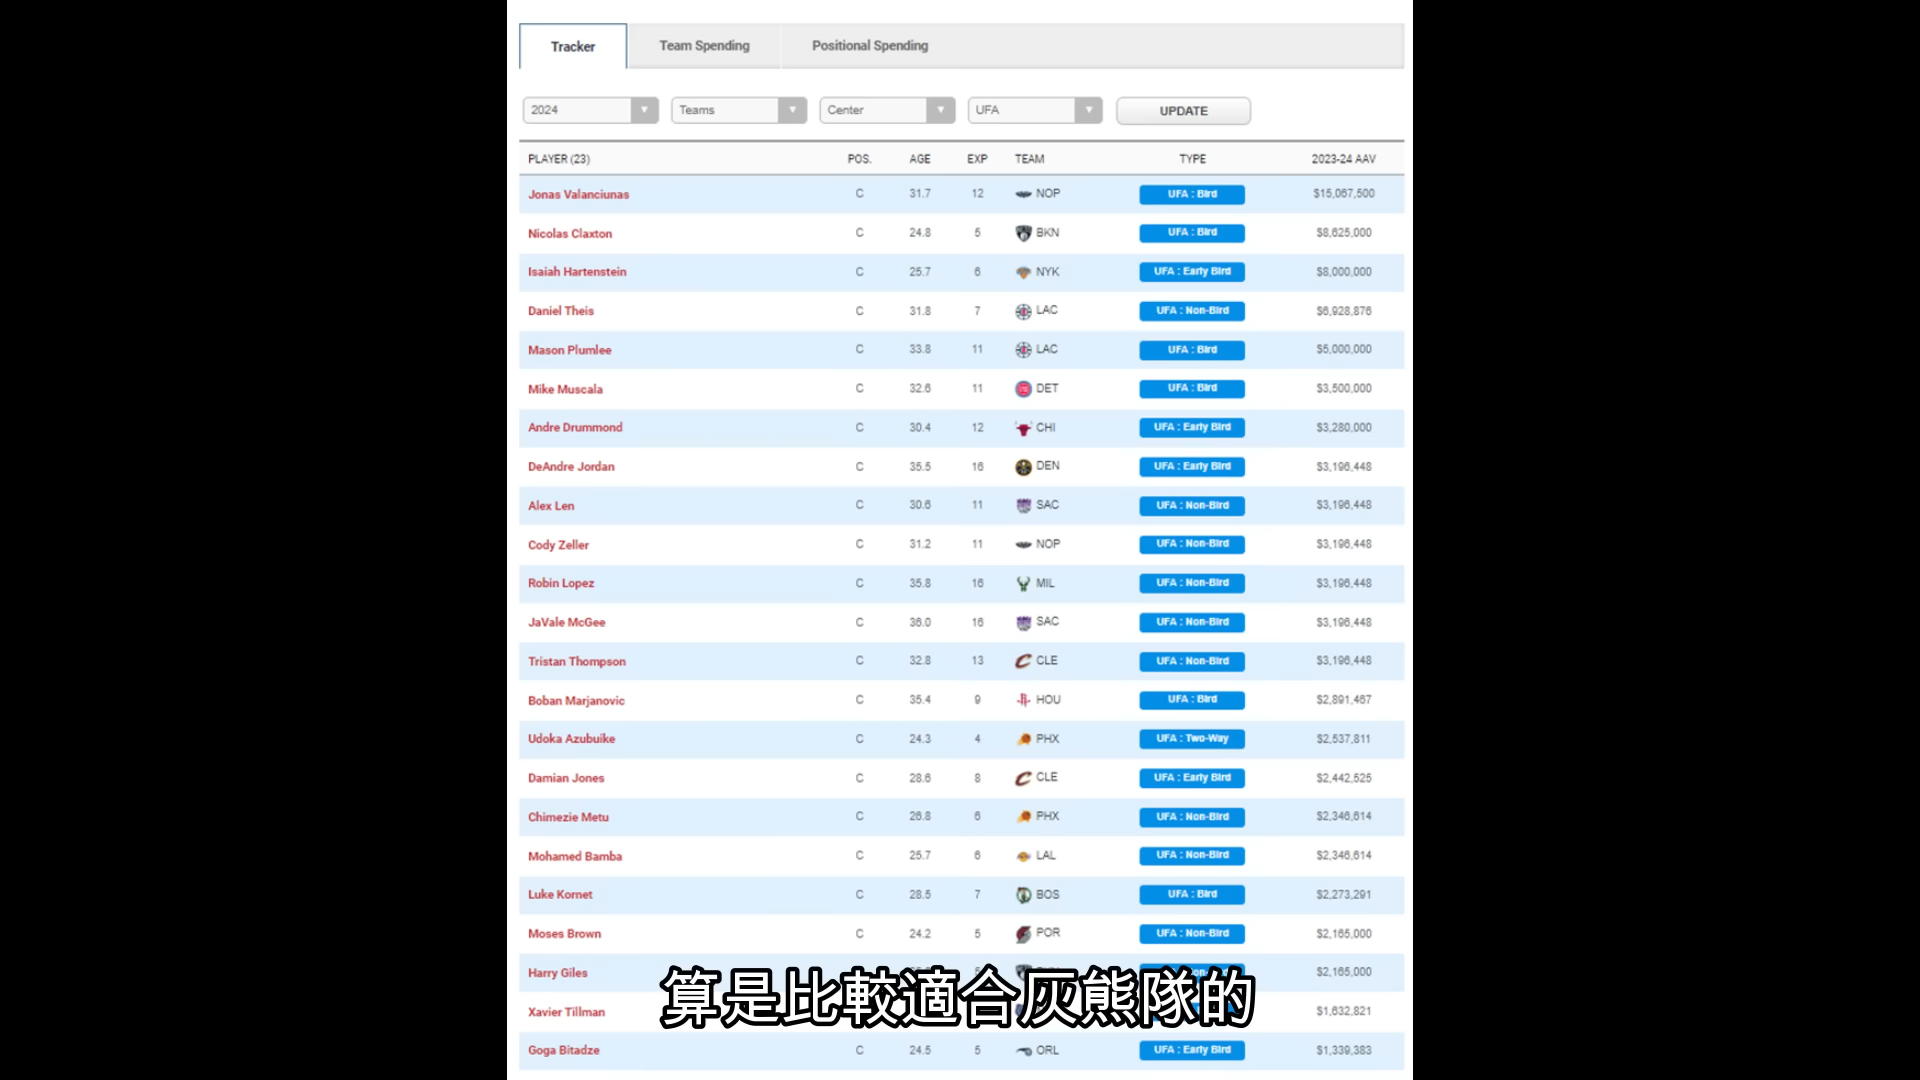 Tracker Team Spending Positional Spending
2024 Teams Center UFA UPDATE
PLAYER (23) POS. AGE EXP TEAM TYPE 2023-24 AAV
Jonas Valanciunas C 31.7 12 NOP UFA : Bird $15,067,500
Nicolas Claxton C 24.8 5 BKN UFA : Bird $8,625,000
Isaiah Hartenstein C 25.7 6 NYK UFA : Early Bird $8,000,000
Daniel Theis C 31.8 7 LAC UFA : Non-Bird $6,928,876
Mason Plumlee C 33.8 11 LAC UFA : Bird $5,000,000
Mike Muscala C 32.6 11 DET UFA : Bird $3,500,000
Andre Drummond C 30.4 12 CHI UFA : Early Bird $3,280,000
DeAndre Jordan C 35.5 16 DEN UFA : Early Bird $3,196,448
Alex Len C 30.6 11 SAC UFA : Non-Bird $3,196,448
Cody Zeller C 31.2 11 NOP UFA : Non-Bird $3,196,448
Robin Lopez C 35.8 16 MIL UFA : Non-Bird $3,196,448
JaVale McGee C 36.0 16 SAC UFA : Non-Bird $3,196,448
Tristan Thompson C 32.8 13 CLE UFA : Non-Bird $3,196,448
Boban Marjanovic C 35.4 9 HOU UFA : Bird $2,891,467
Udoka Azubuike C 24.3 4 PHX UFA : Two-Way $2,537,811
Damian Jones C 28.6 8 CLE UFA : Early Bird $2,442,525
Chimezie Metu C 26.8 6 PHX UFA : Non-Bird $2,346,614
Mohamed Bamba C 25.7 6 LAL UFA : Non-Bird $2,346,614
Luke Kornet C 28.5 7 BOS UFA : Bird $2,273,291
Moses Brown C 24.2 5 POR UFA : Non-Bird $2,165,000
Harry Giles $2,165,000
算是比較適合灰熊隊的
Xavier Tillman $1,632,821
Goga Bitadze C 24.5 5 ORL UFA : Early Bird $1,339,383